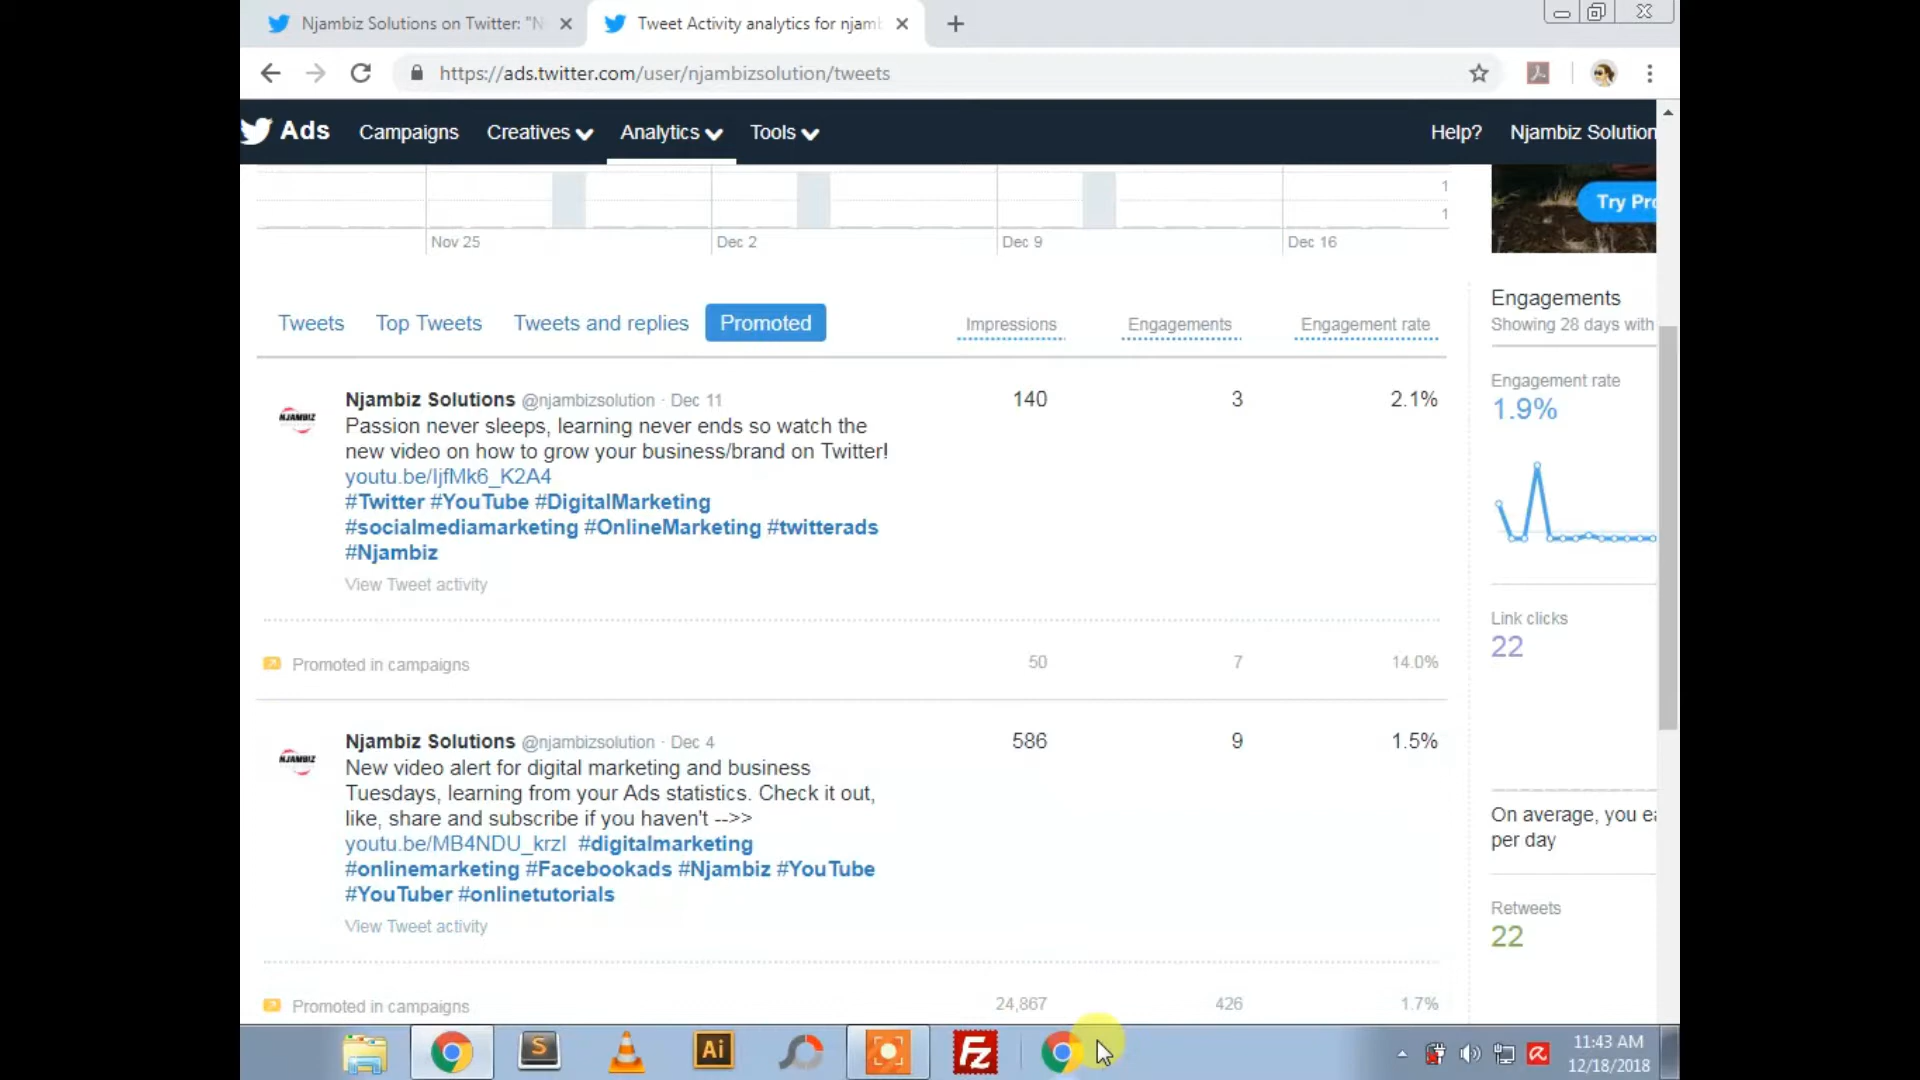 Njambiz Solutions on Twitter: "N
Tweet Activity analytics for njamb
https://ads.twitter.com/user/njambizsolution/tweets
Ads
Campaigns
Creatives
Analytics
Tools
Help?
Njambiz Solution
1
1
Nov 25
Dec 2
Dec 9
Dec 16
Try Pro
Tweets
Top Tweets
Tweets and replies
Promoted
Impressions
Engagements
Engagement rate
Njambiz Solutions @njambizsolution · Dec 11
140
3
2.1%
NJAMBIZ
Passion never sleeps, learning never ends so watch the
new video on how to grow your business/brand on Twitter!
youtu.be/IjfMk6_K2A4
#Twitter #YouTube #DigitalMarketing
#socialmediamarketing #OnlineMarketing #twitterads
#Njambiz
View Tweet activity
Promoted in campaigns
50
7
14.0%
Njambiz Solutions @njambizsolution · Dec 4
586
9
1.5%
NJAMBIZ
New video alert for digital marketing and business
Tuesdays, learning from your Ads statistics. Check it out,
like, share and subscribe if you haven't -->>
youtu.be/MB4NDU_krzI #digitalmarketing
#onlinemarketing #Facebookads #Njambiz #YouTube
#YouTuber #onlinetutorials
View Tweet activity
Promoted in campaigns
24,867
426
1.7%
Engagements
Showing 28 days with
Engagement rate
1.9%
Link clicks
22
On average, you ea
per day
Retweets
22
S
Ai
Fz
11:43 AM
12/18/2018